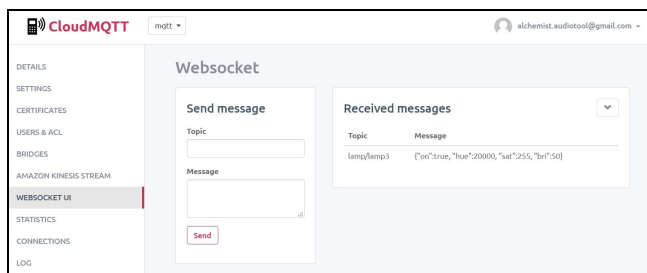 CloudMQTT
mqtt
alchemist.audiotool@gmail.com
DETAILS
SETTINGS
CERTIFICATES
USERS & ACL
BRIDGES
AMAZON KINESIS STREAM
WEBSOCKET UI
STATISTICS
CONNECTIONS
LOG
Websocket
Send message
Topic
Message
Send
Received messages
Topic Message
lamp/lamp3 {"on":true, "hue":20000, "sat":255, "bri":50}